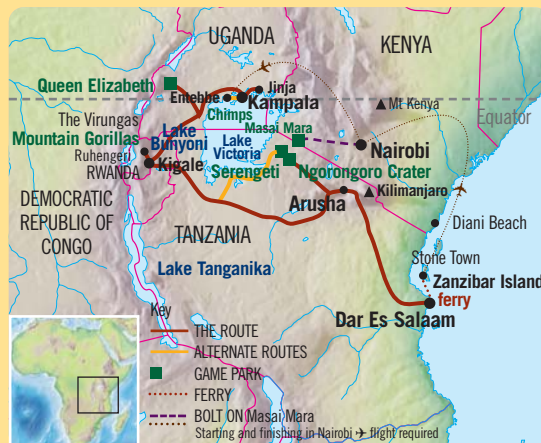 UGANDA
KENYA
Queen Elizabeth
Jinja
Entebbe
Kampala
Chimps
Mt Kenya
Equator
The Virungas
Mountain Gorillas
Lake
Bunyoni
Masai Mara
Lake
Victoria
Nairobi
Ruhengeri
Kigale
RWANDA
Serengeti
Ngorongoro Crater
Arusha
Kilimanjaro
DEMOCRATIC
REPUBLIC OF
CONGO
TANZANIA
Diani Beach
Stone Town
Lake Tanganika
Zanzibar Island
ferry
Dar Es Salaam
Key
THE ROUTE
ALTERNATE ROUTES
GAME PARK
FERRY
BOLT ON Masai Mara
Starting and finishing in Nairobi ✈ flight required